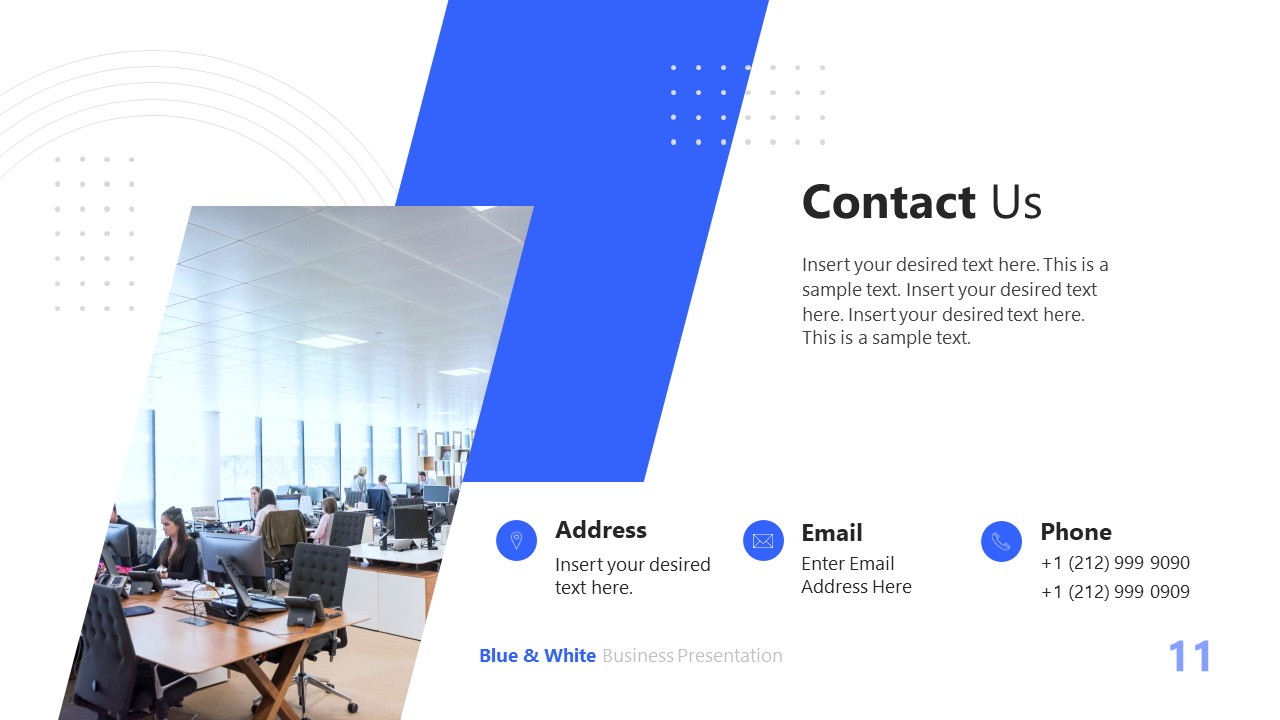 Contact Us
Insert your desired text here. This is a
sample text. Insert your desired text
here. Insert your desired text here.
This is a sample text.
Address
Insert your desired
text here.
Email
Enter Email
Address Here
Phone
+1 (212) 999 9090
+1 (212) 999 0909
Blue & White Business Presentation
11